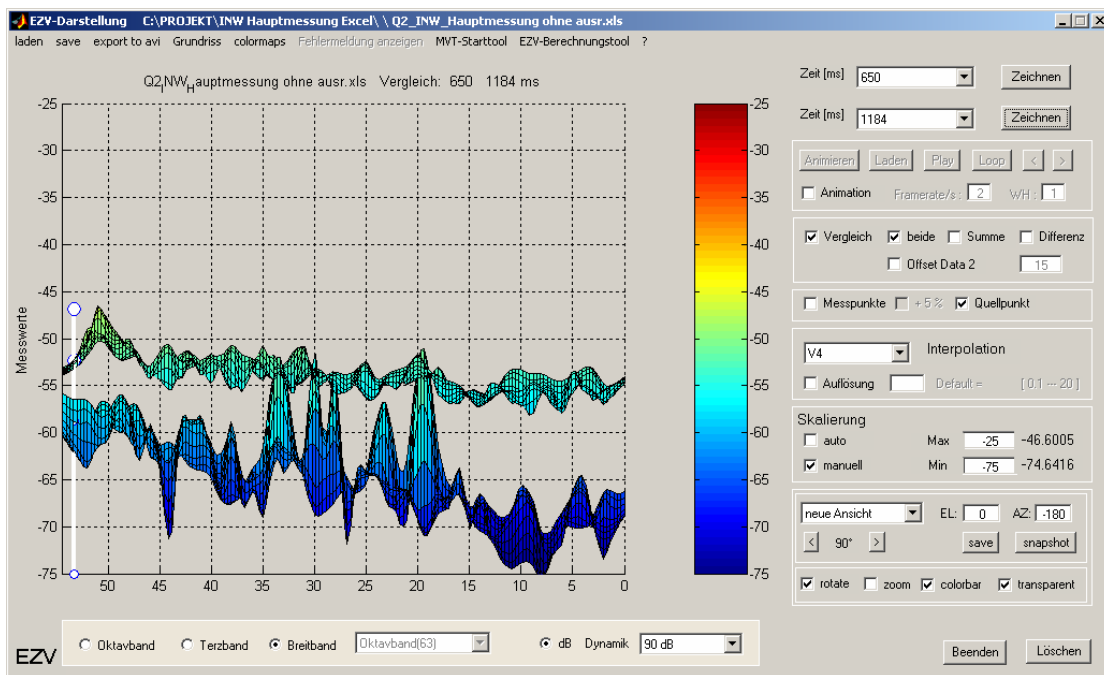 EZV-Darstellung C:\PROJEKT\INW Hauptmessung Excel\ \ Q2_INW_Hauptmessung ohne ausr.xls
laden save export to avi Grundriss colormaps Fehlermeldung anzeigen MVT-Starttool EZV-Berechnungstool ?
Q2INWHauptmessung ohne ausr.xls Vergleich: 650 1184 ms
Messwerte
-25
-30
-35
-40
-45
-50
-55
-60
-65
-70
-75
50 45 40 35 30 25 20 15 10 5 0
-25
-30
-35
-40
-45
-50
-55
-60
-65
-70
-75
Zeit [ms] 650 Zeichnen
Zeit [ms] 1184 Zeichnen
Animieren Laden Play Loop < >
Animation Framerate/s : 2 WH : 1
Vergleich beide Summe Differenz
Offset Data 2 15
Messpunkte + 5 % Quellpunkt
V4 Interpolation
Auflösung Default = [ 0.1 --- 20 ]
Skalierung
auto Max -25 -46.6005
manuell Min -75 -74.6416
neue Ansicht EL: 0 AZ: -180
< 90° > save snapshot
rotate zoom colorbar transparent
EZV Oktavband Terzband Breitband Oktavband(63) dB Dynamik 90 dB
Beenden Löschen